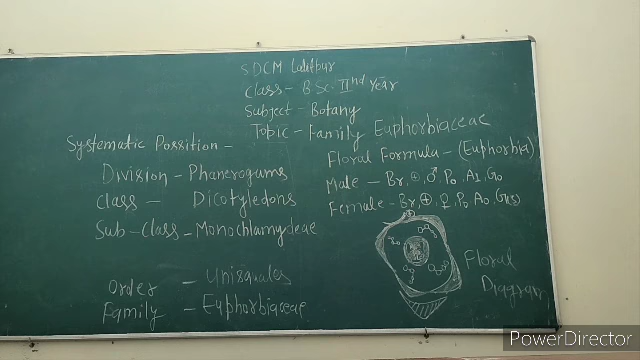 SDCM Lalitpur
Class - B.Sc. IInd Year
Subject - Botany
Topic - Family Euphorbiaceae
Systematic Possition -
Division - Phanerogums
Class - Dicotyledons
Sub-Class - Monochlamydeae
Order - Unisexuales
Family - Euphorbiaceae
Floral Formula - (Euphorbia)
Male - Br, ⊕, ♂, P₀, A₁, G₀
Female - Br, ⊕, ♀, P₀, A₀, G(3)
Floral
Diagram
PowerDirector